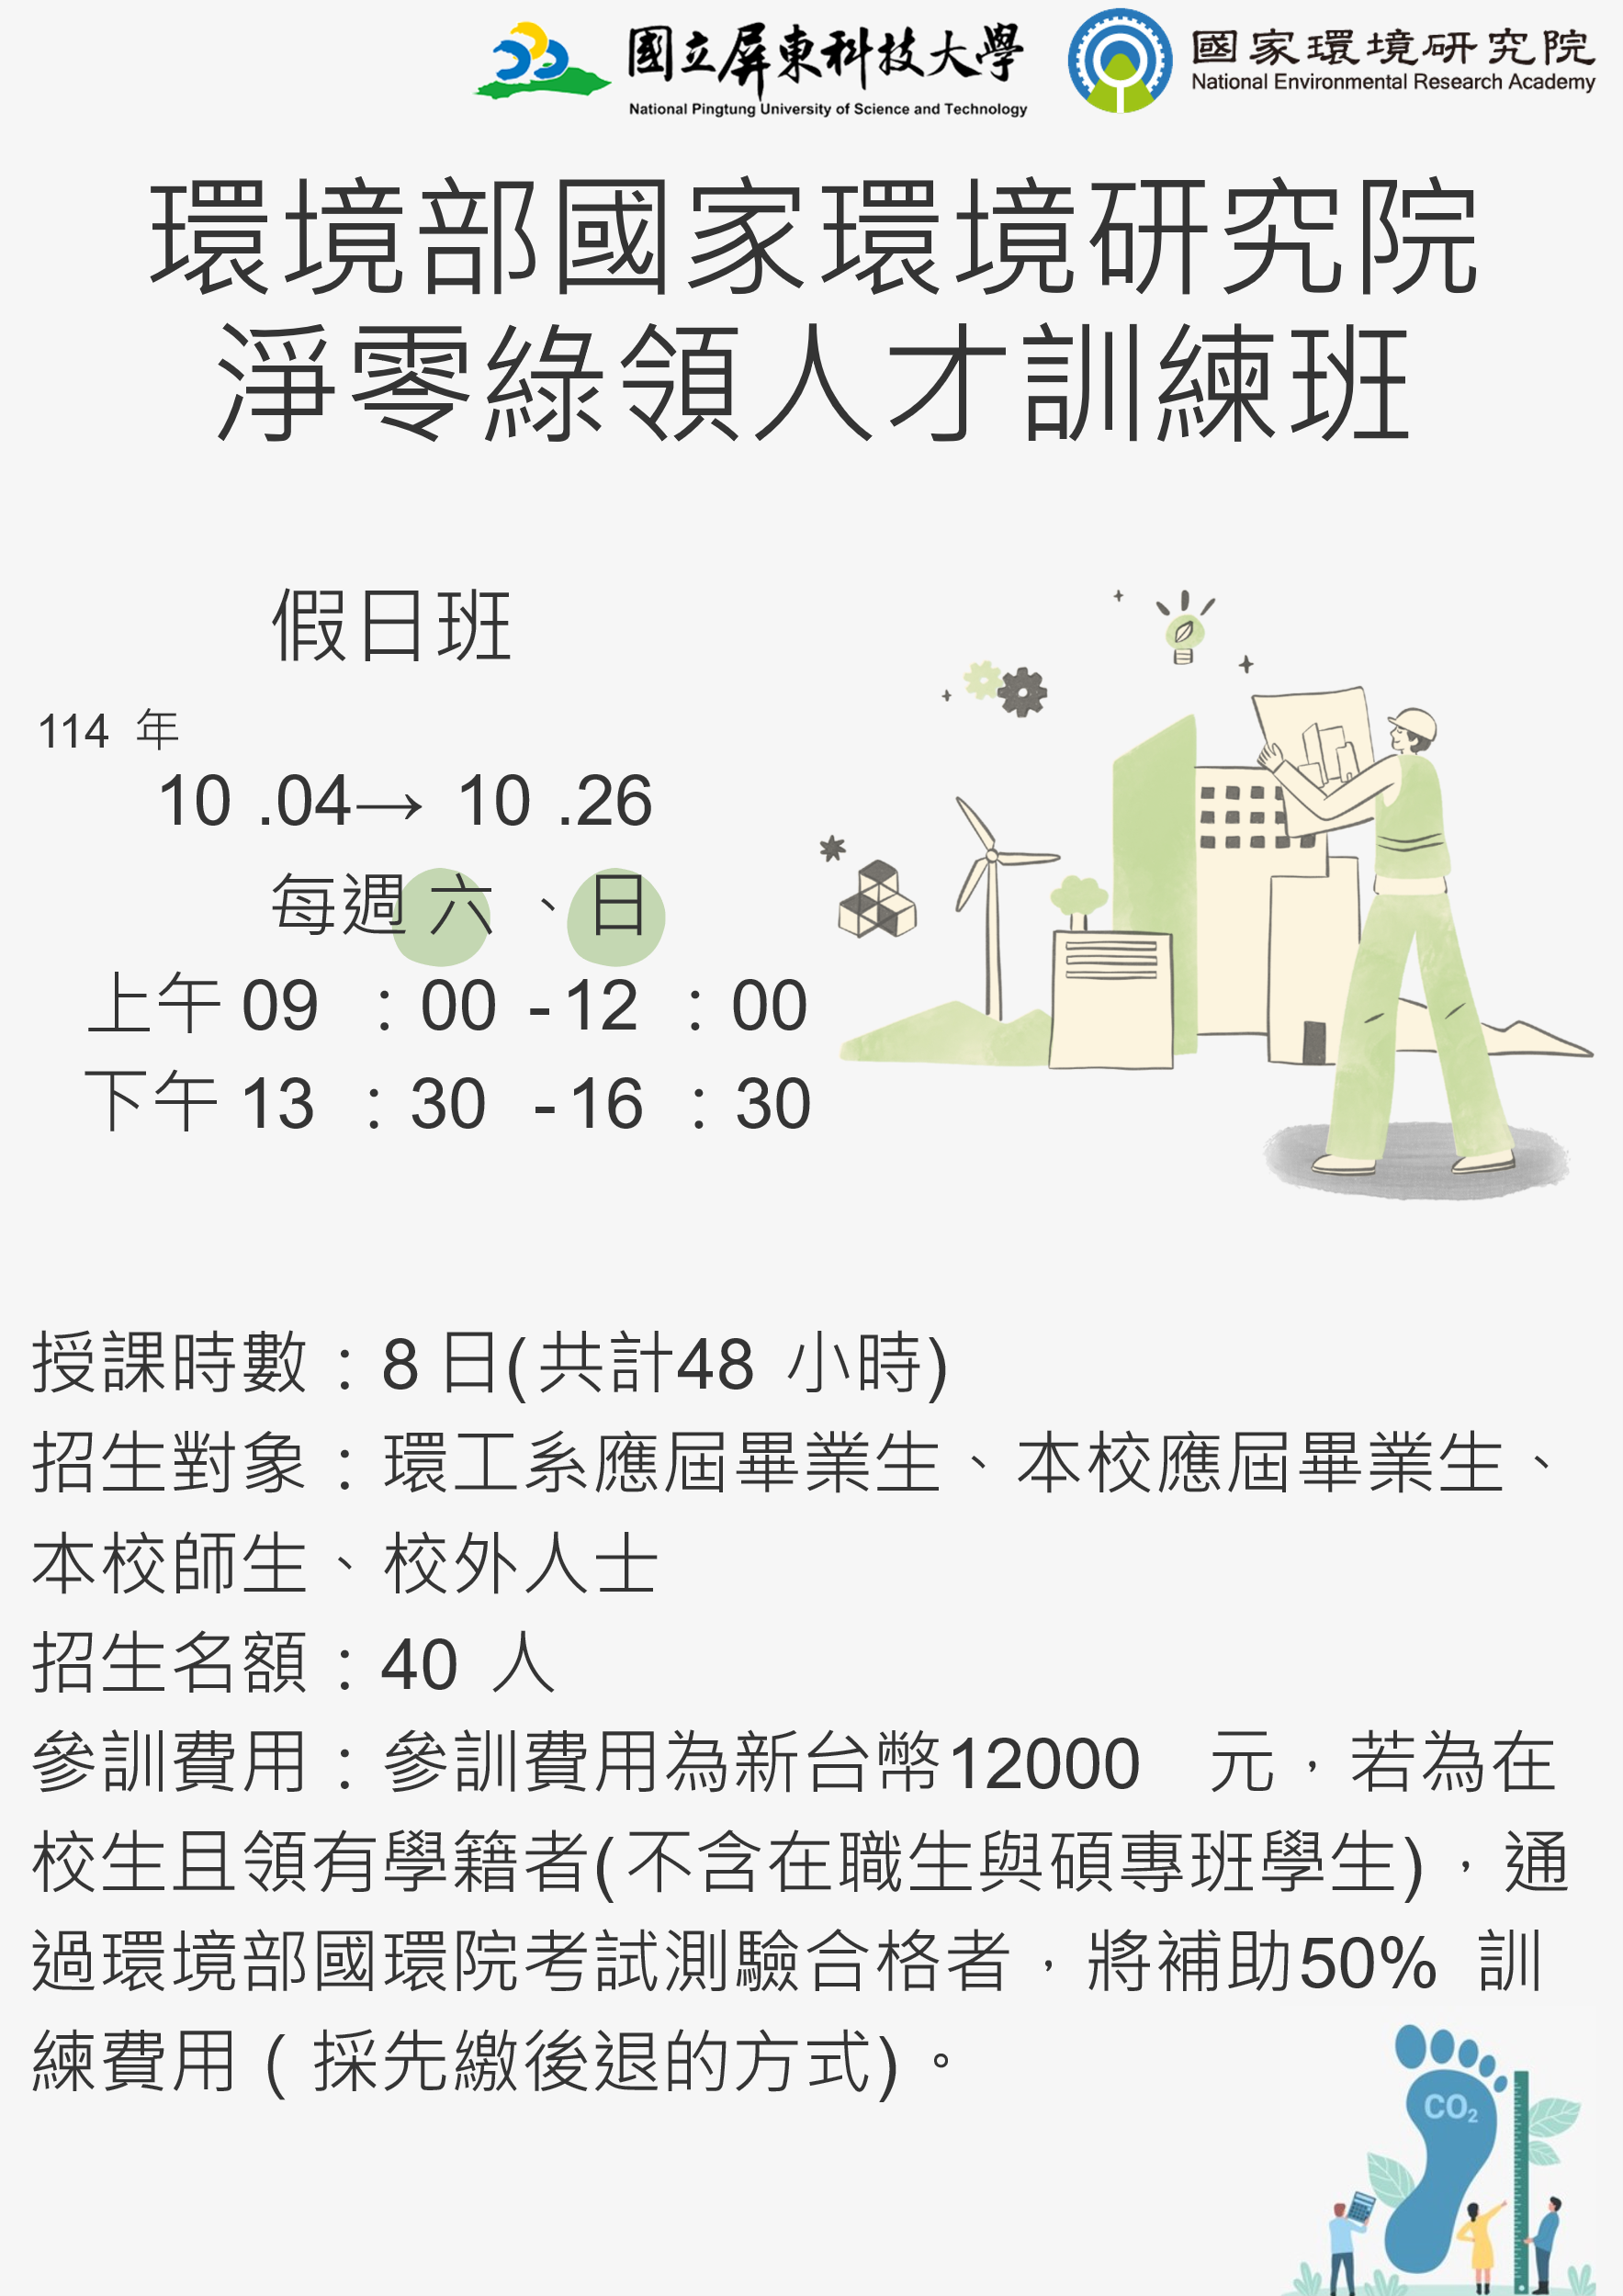 國立屏東科技大學
National Pingtung University of Science and Technology
國家環境研究院
National Environmental Research Academy
環境部國家環境研究院
淨零綠領人才訓練班
假日班
114 年
10 .04→ 10 .26
每週 六 、 日
上午 09 ：00 - 12 ：00
下午 13 ：30 - 16 ：30
授課時數：8 日(共計48 小時)
招生對象：環工系應屆畢業生、本校應屆畢業生、
本校師生、校外人士
招生名額：40 人
參訓費用：參訓費用為新台幣12000 元，若為在
校生且領有學籍者(不含在職生與碩專班學生)，通
過環境部國環院考試測驗合格者，將補助50% 訓
練費用 ( 採先繳後退的方式)。
CO₂